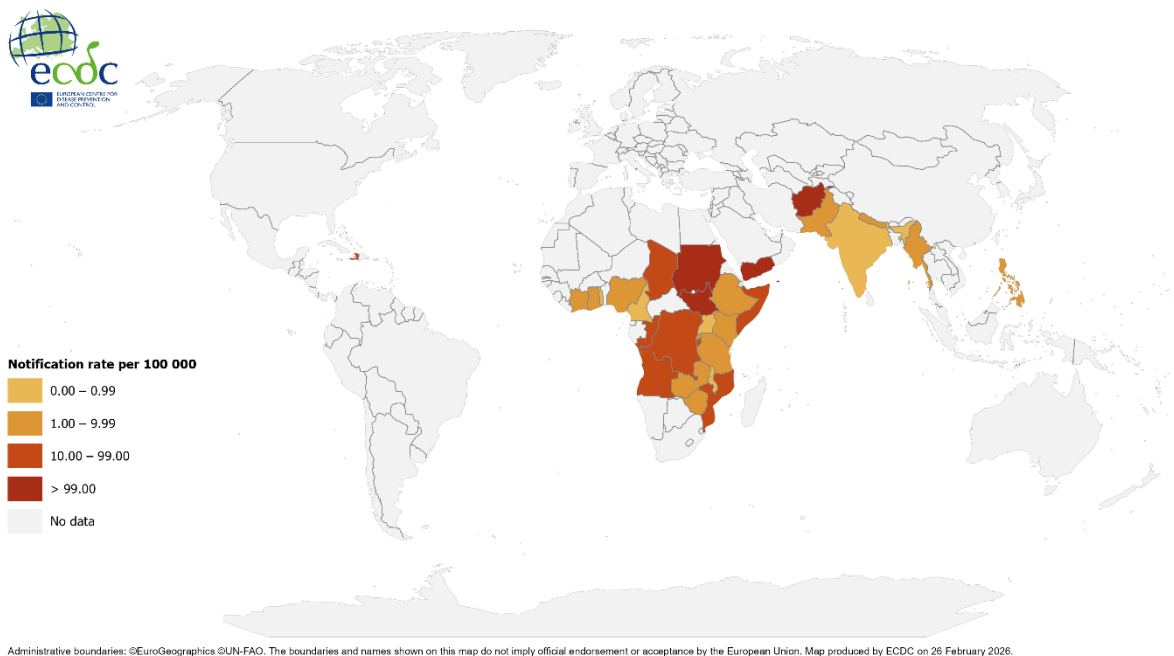 ecdc
EUROPEAN CENTRE FOR
DISEASE PREVENTION
AND CONTROL
Notification rate per 100 000
0.00 – 0.99
1.00 – 9.99
10.00 – 99.00
> 99.00
No data
Administrative boundaries: ©EuroGeographics ©UN-FAO. The boundaries and names shown on this map do not imply official endorsement or acceptance by the European Union. Map produced by ECDC on 26 February 2026.